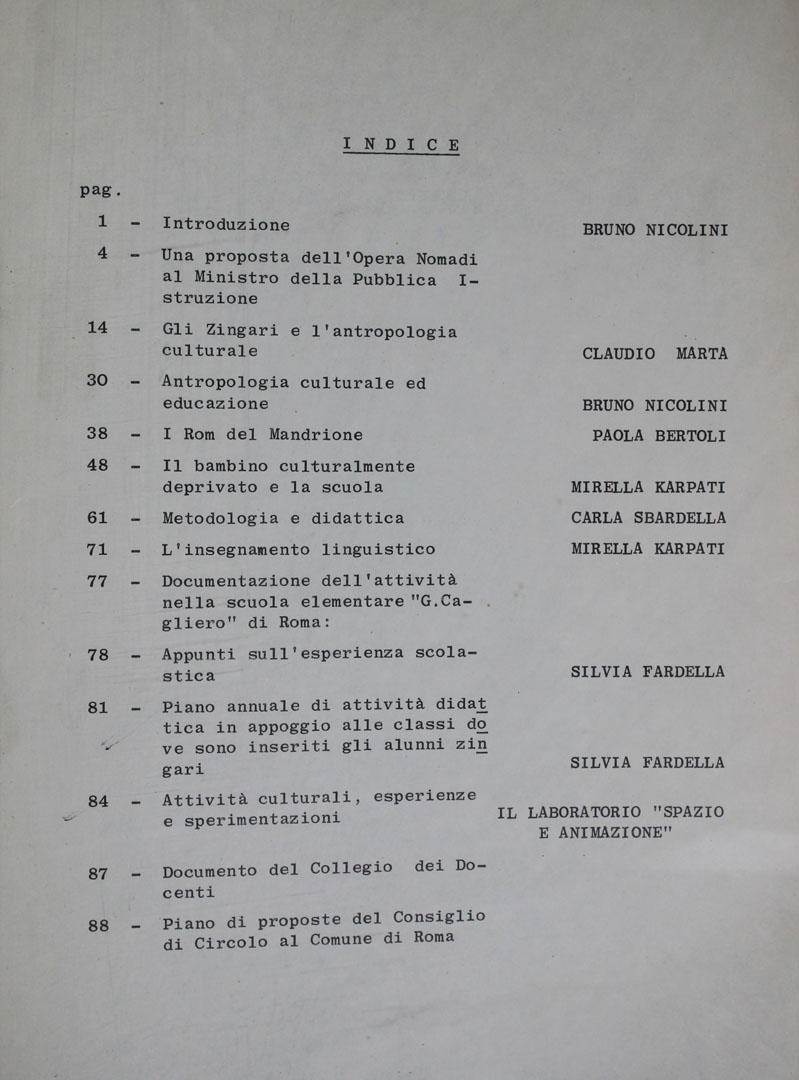 I N D I C E
pag.
1 - Introduzione BRUNO NICOLINI
4 - Una proposta dell'Opera Nomadi
al Ministro della Pubblica I-
struzione
14 - Gli Zingari e l'antropologia
culturale CLAUDIO MARTA
30 - Antropologia culturale ed
educazione BRUNO NICOLINI
38 - I Rom del Mandrione PAOLA BERTOLI
48 - Il bambino culturalmente
deprivato e la scuola MIRELLA KARPATI
61 - Metodologia e didattica CARLA SBARDELLA
71 - L'insegnamento linguistico MIRELLA KARPATI
77 - Documentazione dell'attività
nella scuola elementare "G.Ca-
gliero" di Roma:
78 - Appunti sull'esperienza scola-
stica SILVIA FARDELLA
81 - Piano annuale di attività didat
tica in appoggio alle classi do
ve sono inseriti gli alunni zin
gari SILVIA FARDELLA
84 - Attività culturali, esperienze
e sperimentazioni IL LABORATORIO "SPAZIO
E ANIMAZIONE"
87 - Documento del Collegio dei Do-
centi
88 - Piano di proposte del Consiglio
di Circolo al Comune di Roma